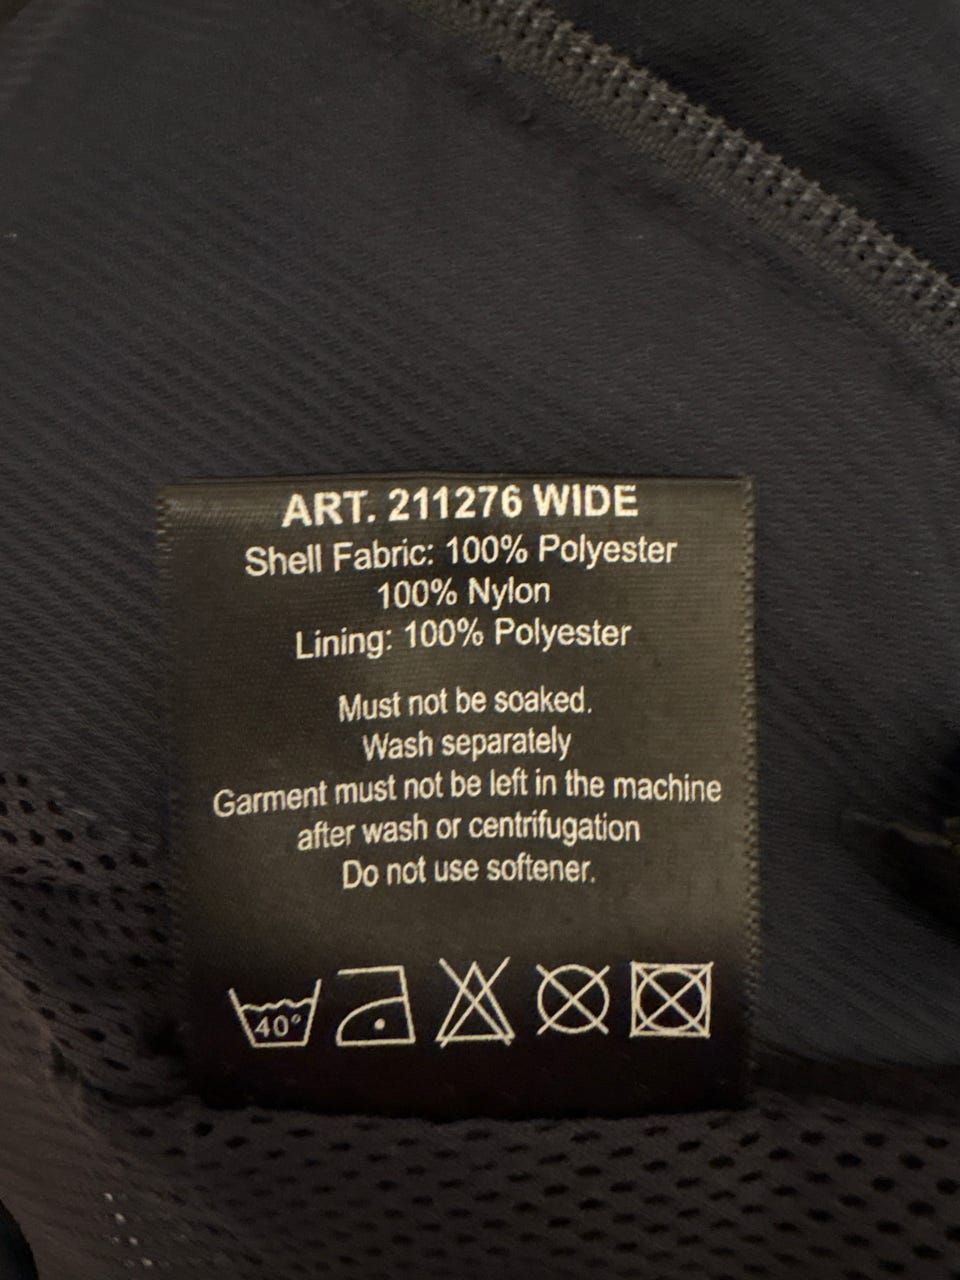 ART. 211276 WIDE
Shell Fabric: 100% Polyester
100% Nylon
Lining: 100% Polyester
Must not be soaked.
Wash separately
Garment must not be left in the machine
after wash or centrifugation
Do not use softener.
40°